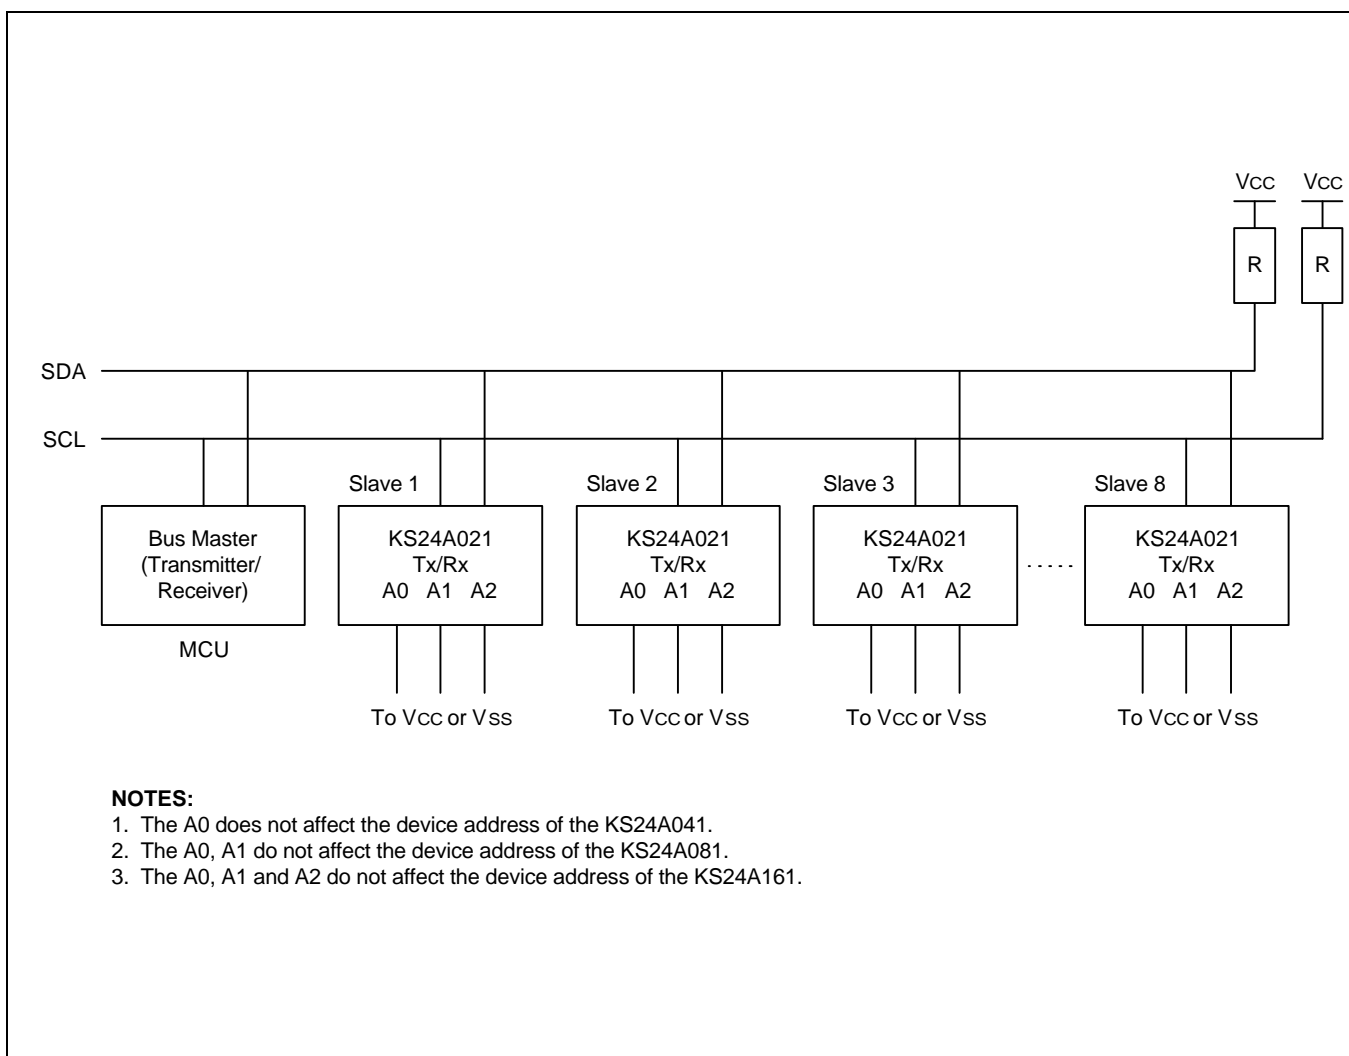 VCC VCC
R R
SDA
SCL
Slave 1 Slave 2 Slave 3 Slave 8
Bus Master
(Transmitter/
Receiver)
MCU
KS24A021
Tx/Rx
A0 A1 A2
To VCC or VSS
KS24A021
Tx/Rx
A0 A1 A2
To VCC or VSS
KS24A021
Tx/Rx
A0 A1 A2
To VCC or VSS
.....
KS24A021
Tx/Rx
A0 A1 A2
To VCC or VSS
NOTES:
1. The A0 does not affect the device address of the KS24A041.
2. The A0, A1 do not affect the device address of the KS24A081.
3. The A0, A1 and A2 do not affect the device address of the KS24A161.